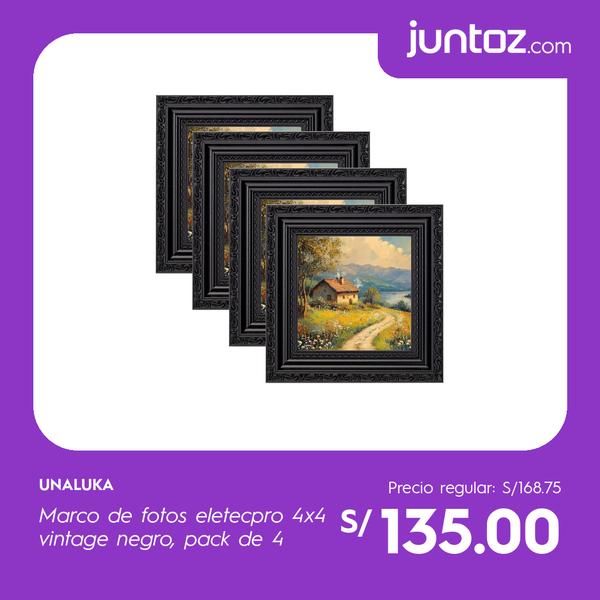 juntoz.com
UNALUKA
Marco de fotos eletecpro 4x4
vintage negro, pack de 4
Precio regular: S/168.75
S/135.00